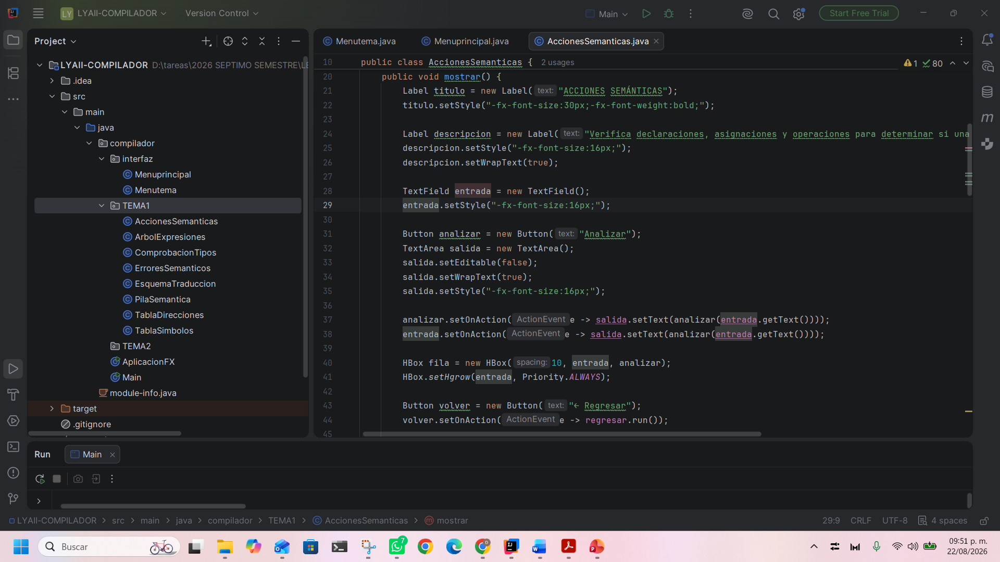 LY LYAII-COMPILADOR Version Control Main Start Free Trial
Project
LYAII-COMPILADOR D:\tareas\2026 SEPTIMO SEMESTRE\LE
.idea
src
main
java
compilador
interfaz
Menuprincipal
Menutema
TEMA1
AccionesSemanticas
ArbolExpresiones
ComprobacionTipos
ErroresSemanticos
EsquemaTraduccion
PilaSemantica
TablaDirecciones
TablaSimbolos
TEMA2
AplicacionFX
Main
module-info.java
target
.gitignore
Menutema.java Menuprincipal.java AccionesSemanticas.java
10 public class AccionesSemanticas { 2 usages 1 80
20 public void mostrar() {
21 Label titulo = new Label( text: "ACCIONES SEMÁNTICAS");
22 titulo.setStyle("-fx-font-size:30px;-fx-font-weight:bold;");
23
24 Label descripcion = new Label( text: "Verifica declaraciones, asignaciones y operaciones para determinar si una
25 descripcion.setStyle("-fx-font-size:16px;");
26 descripcion.setWrapText(true);
27
28 TextField entrada = new TextField();
29 entrada.setStyle("-fx-font-size:16px;");
30
31 Button analizar = new Button( text: "Analizar");
32 TextArea salida = new TextArea();
33 salida.setEditable(false);
34 salida.setWrapText(true);
35 salida.setStyle("-fx-font-size:16px;");
36
37 analizar.setOnAction( ActionEvent e -> salida.setText(analizar(entrada.getText())));
38 entrada.setOnAction( ActionEvent e -> salida.setText(analizar(entrada.getText())));
39
40 HBox fila = new HBox( spacing: 10, entrada, analizar);
41 HBox.setHgrow(entrada, Priority.ALWAYS);
42
43 Button volver = new Button( text: "← Regresar");
44 volver.setOnAction( ActionEvent e -> regresar.run());
45
Run Main
LYAII-COMPILADOR > src > main > java > compilador > TEMA1 > AccionesSemanticas > mostrar 29:9 CRLF UTF-8 4 spaces
Buscar
7
09:51 p. m.
22/08/2026